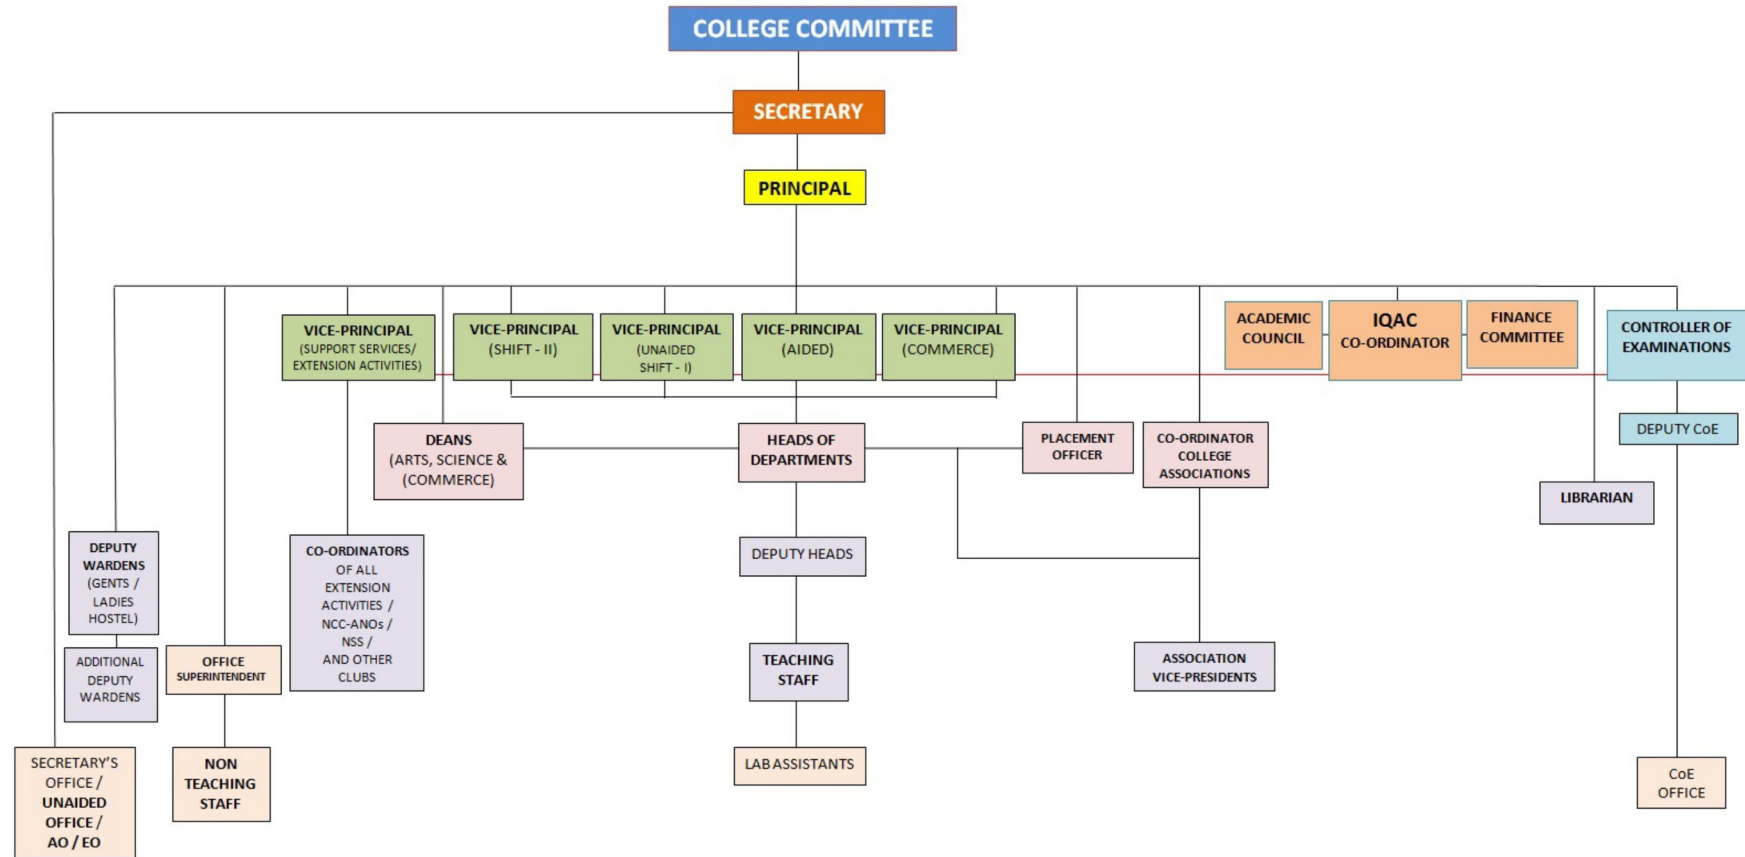 COLLEGE COMMITTEE
SECRETARY
PRINCIPAL
VICE-PRINCIPAL
(SUPPORT SERVICES/
EXTENSION ACTIVITIES)
VICE-PRINCIPAL
(SHIFT - II)
VICE-PRINCIPAL
(UNAIDED
SHIFT - I)
VICE-PRINCIPAL
(AIDED)
VICE-PRINCIPAL
(COMMERCE)
ACADEMIC
COUNCIL
IQAC
CO-ORDINATOR
FINANCE
COMMITTEE
CONTROLLER OF
EXAMINATIONS
DEANS
(ARTS, SCIENCE &
(COMMERCE)
HEADS OF
DEPARTMENTS
PLACEMENT
OFFICER
CO-ORDINATOR
COLLEGE
ASSOCIATIONS
DEPUTY CoE
LIBRARIAN
DEPUTY
WARDENS
(GENTS /
LADIES
HOSTEL)
CO-ORDINATORS
OF ALL
EXTENSION
ACTIVITIES /
NCC-ANOs /
NSS /
AND OTHER
CLUBS
DEPUTY HEADS
ADDITIONAL
DEPUTY
WARDENS
OFFICE
SUPERINTENDENT
TEACHING
STAFF
ASSOCIATION
VICE-PRESIDENTS
SECRETARY'S
OFFICE /
UNAIDED
OFFICE /
AO / EO
NON
TEACHING
STAFF
LAB ASSISTANTS
CoE
OFFICE